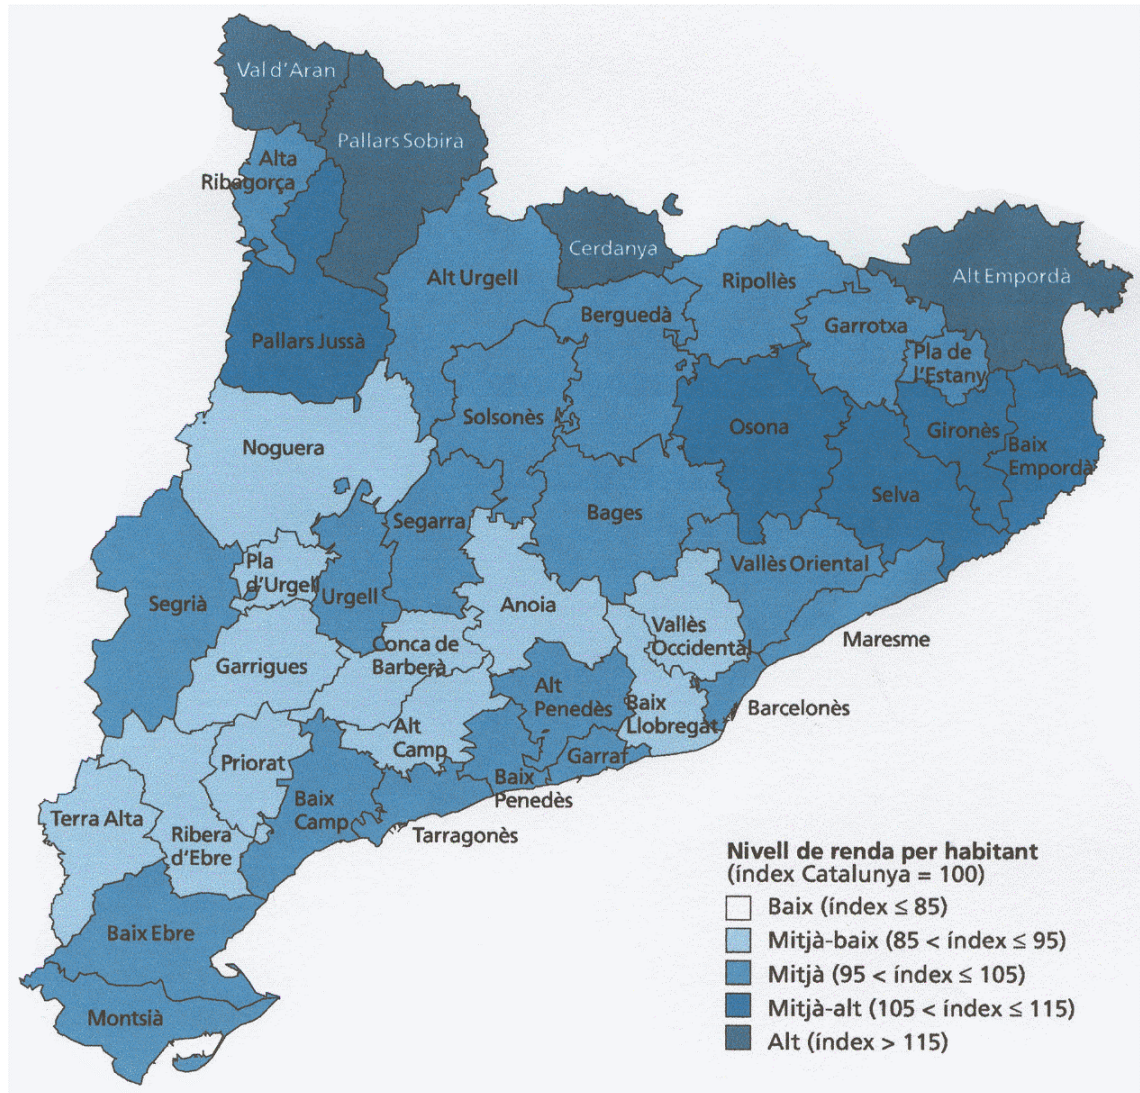 Val d'Aran
Pallars Sobirà
Alta
Ribagorça
Cerdanya
Alt Urgell
Ripollès
Alt Empordà
Berguedà
Garrotxa
Pallars Jussà
Pla de
l'Estany
Solsonès
Osona
Gironès
Baix
Empordà
Noguera
Selva
Bages
Segarra
Pla
d'Urgell
Vallès Oriental
Segrià
Urgell
Anoia
Vallès
Occidental
Maresme
Conca de
Barberà
Garrigues
Alt
Penedès
Baix
Llobregat
Barcelonès
Alt
Camp
Garraf
Priorat
Baix
Penedès
Baix
Camp
Terra Alta
Ribera
d'Ebre
Tarragonès
Baix Ebre
Montsià
Nivell de renda per habitant
(índex Catalunya = 100)
Baix (índex ≤ 85)
Mitjà-baix (85 < índex ≤ 95)
Mitjà (95 < índex ≤ 105)
Mitjà-alt (105 < índex ≤ 115)
Alt (índex > 115)